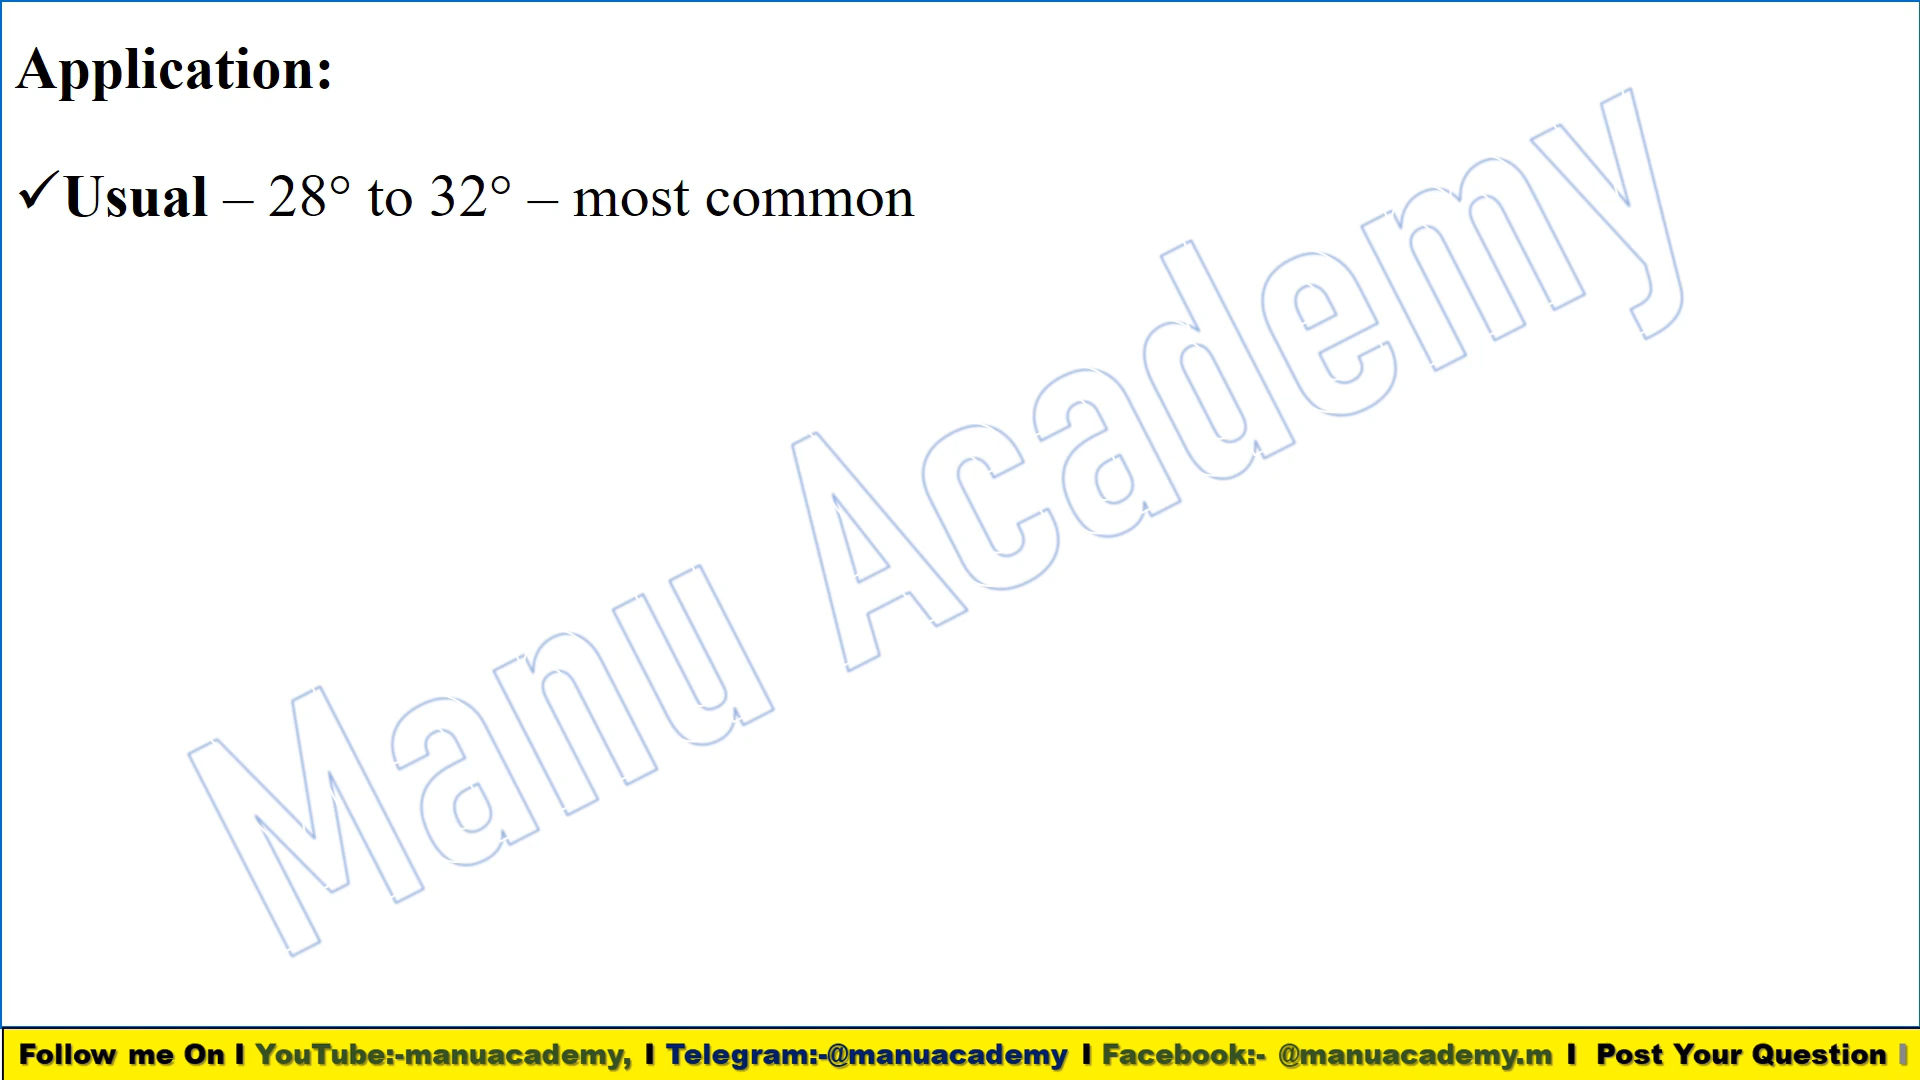 Application:
✓Usual – 28° to 32° – most common
Manu Academy
Follow me On I YouTube:-manuacademy, I Telegram:-@manuacademy I Facebook:- @manuacademy.m I Post Your Question I